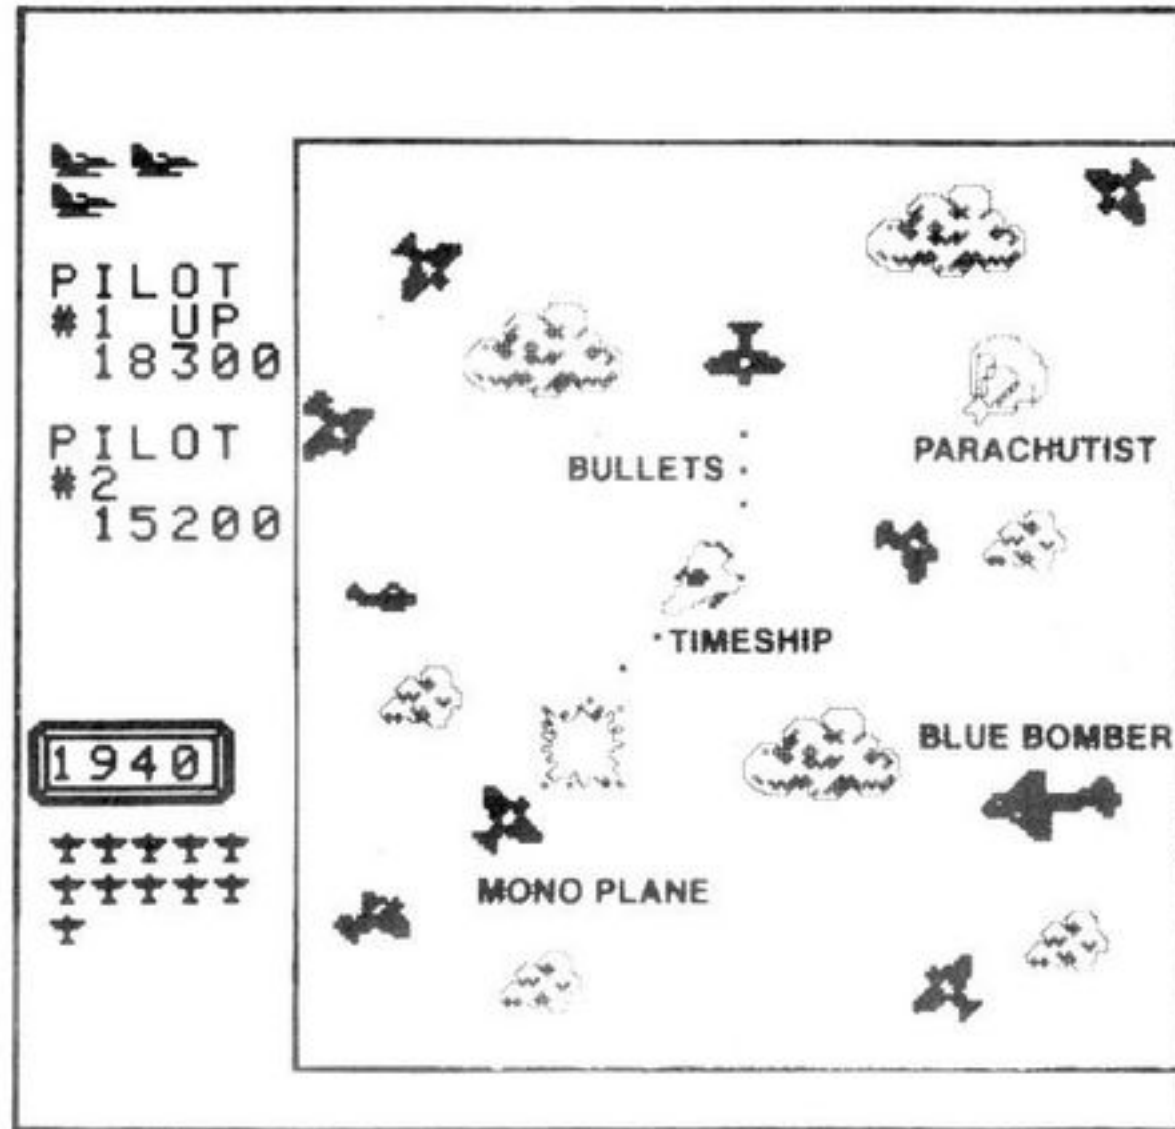 PILOT
#1 UP
18300
PILOT
#2
15200
1940
BULLETS
PARACHUTIST
TIMESHIP
BLUE BOMBER
MONO PLANE